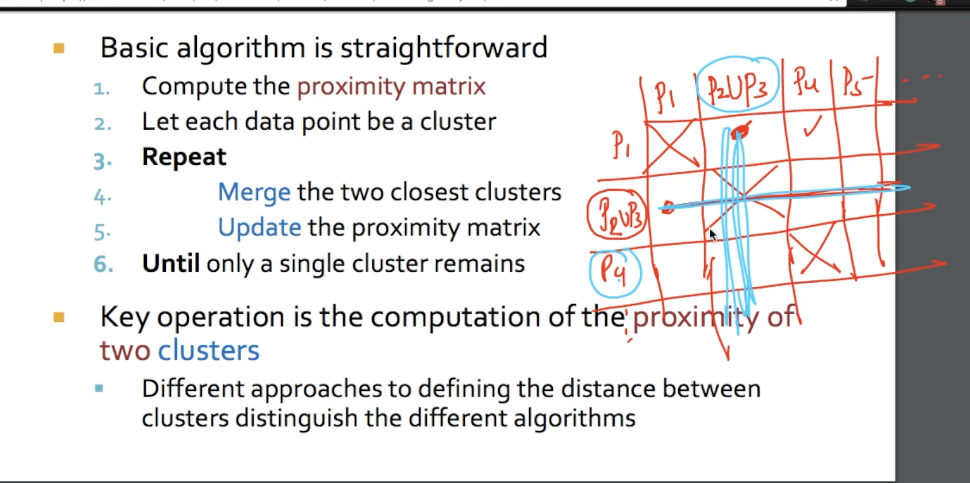 Basic algorithm is straightforward
1. Compute the proximity matrix
2. Let each data point be a cluster
3. Repeat
4. Merge the two closest clusters
5. Update the proximity matrix
6. Until only a single cluster remains
Key operation is the computation of the proximity of
two clusters
Different approaches to defining the distance between
clusters distinguish the different algorithms
P1 P2UP3 P4 P5 ...
P1
P2UP3
P4